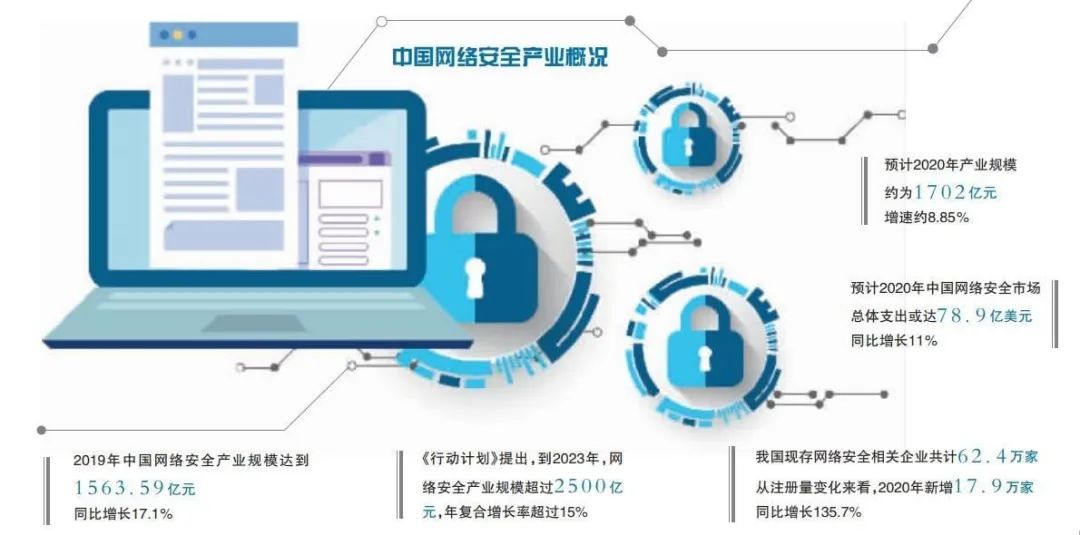 中国网络安全产业概况
预计2020年产业规模
约为1702亿元
增速约8.85%
预计2020年中国网络安全市场
总体支出或达78.9亿美元
同比增长11%
2019年中国网络安全产业规模达到
1563.59亿元
同比增长17.1%
《行动计划》提出，到2023年，网
络安全产业规模超过2500亿
元，年复合增长率超过15%
我国现存网络安全相关企业共计62.4万家
从注册量变化来看，2020年新增17.9万家
同比增长135.7%